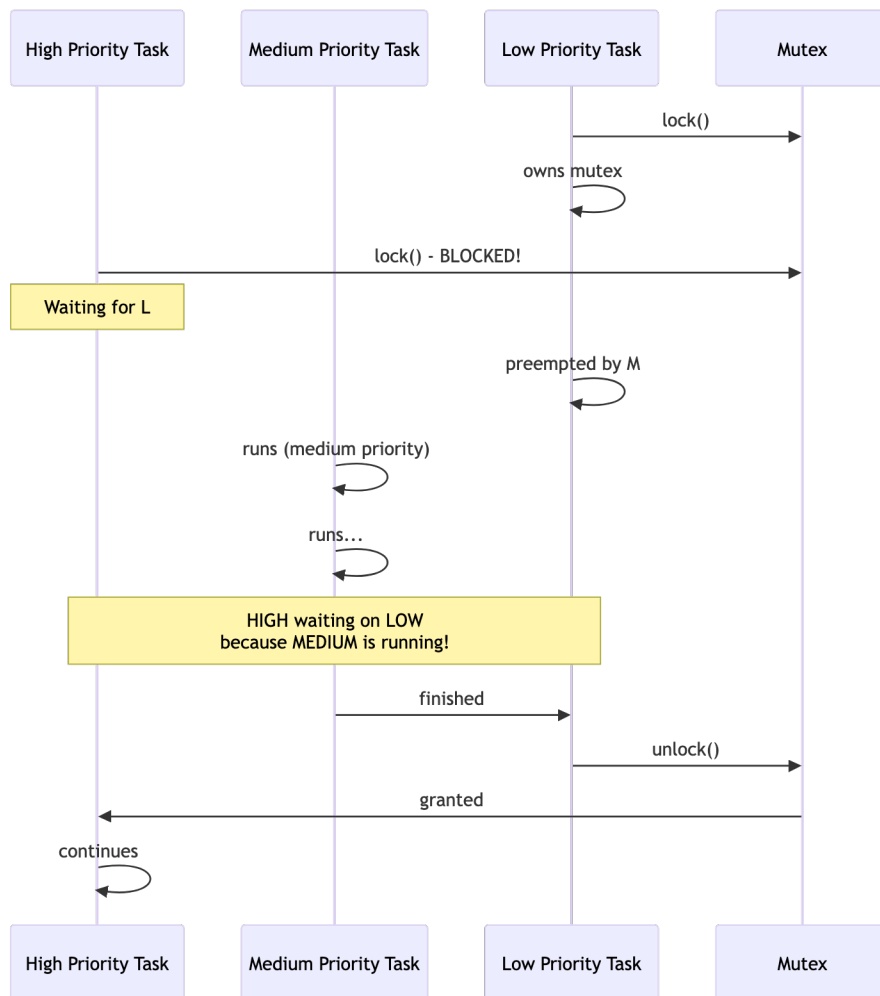 High Priority Task
Medium Priority Task
Low Priority Task
Mutex
lock()
owns mutex
lock() - BLOCKED!
Waiting for L
preempted by M
runs (medium priority)
runs...
HIGH waiting on LOW
because MEDIUM is running!
finished
unlock()
granted
continues
High Priority Task
Medium Priority Task
Low Priority Task
Mutex